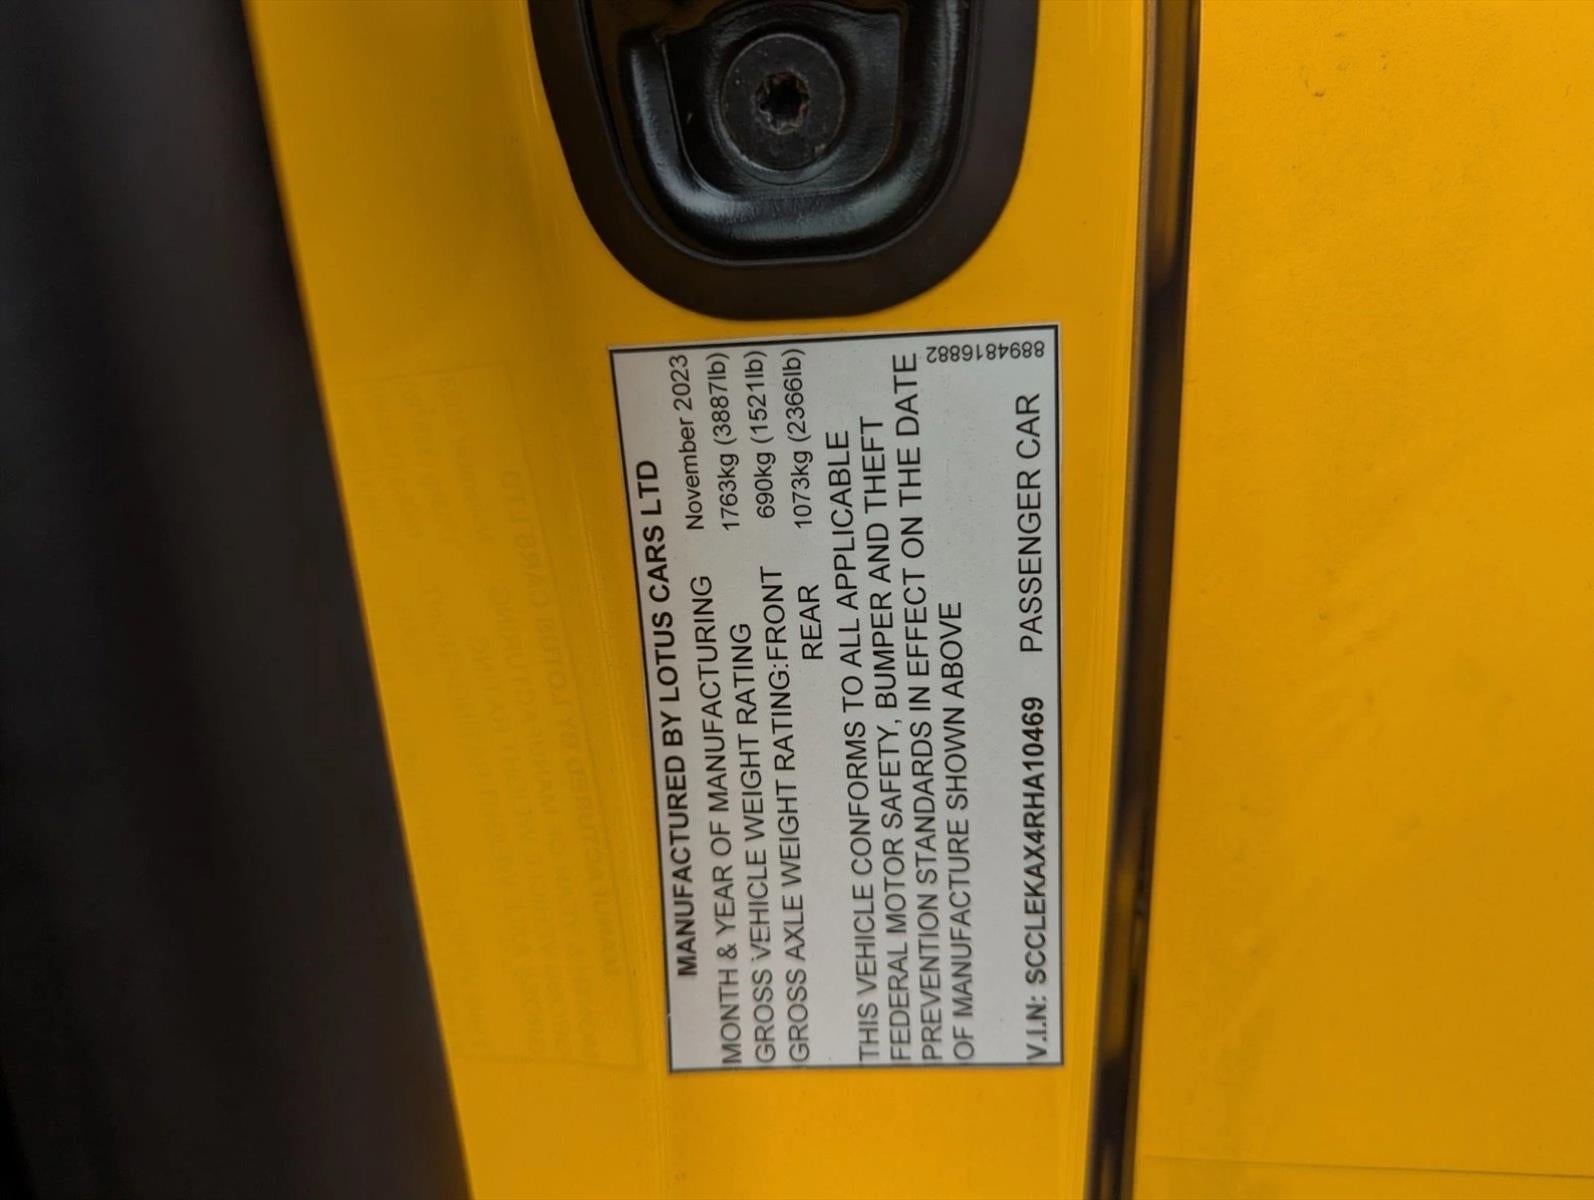 MANUFACTURED BY LOTUS CARS LTD
MONTH & YEAR OF MANUFACTURING November 2023
GROSS VEHICLE WEIGHT RATING 1763kg (3887lb)
GROSS AXLE WEIGHT RATING:FRONT 690kg (1521lb)
REAR 1073kg (2366lb)
THIS VEHICLE CONFORMS TO ALL APPLICABLE
FEDERAL MOTOR SAFETY, BUMPER AND THEFT
PREVENTION STANDARDS IN EFFECT ON THE DATE
OF MANUFACTURE SHOWN ABOVE
8894816882
V.I.N: SCCLEKAX4RHA10469 PASSENGER CAR